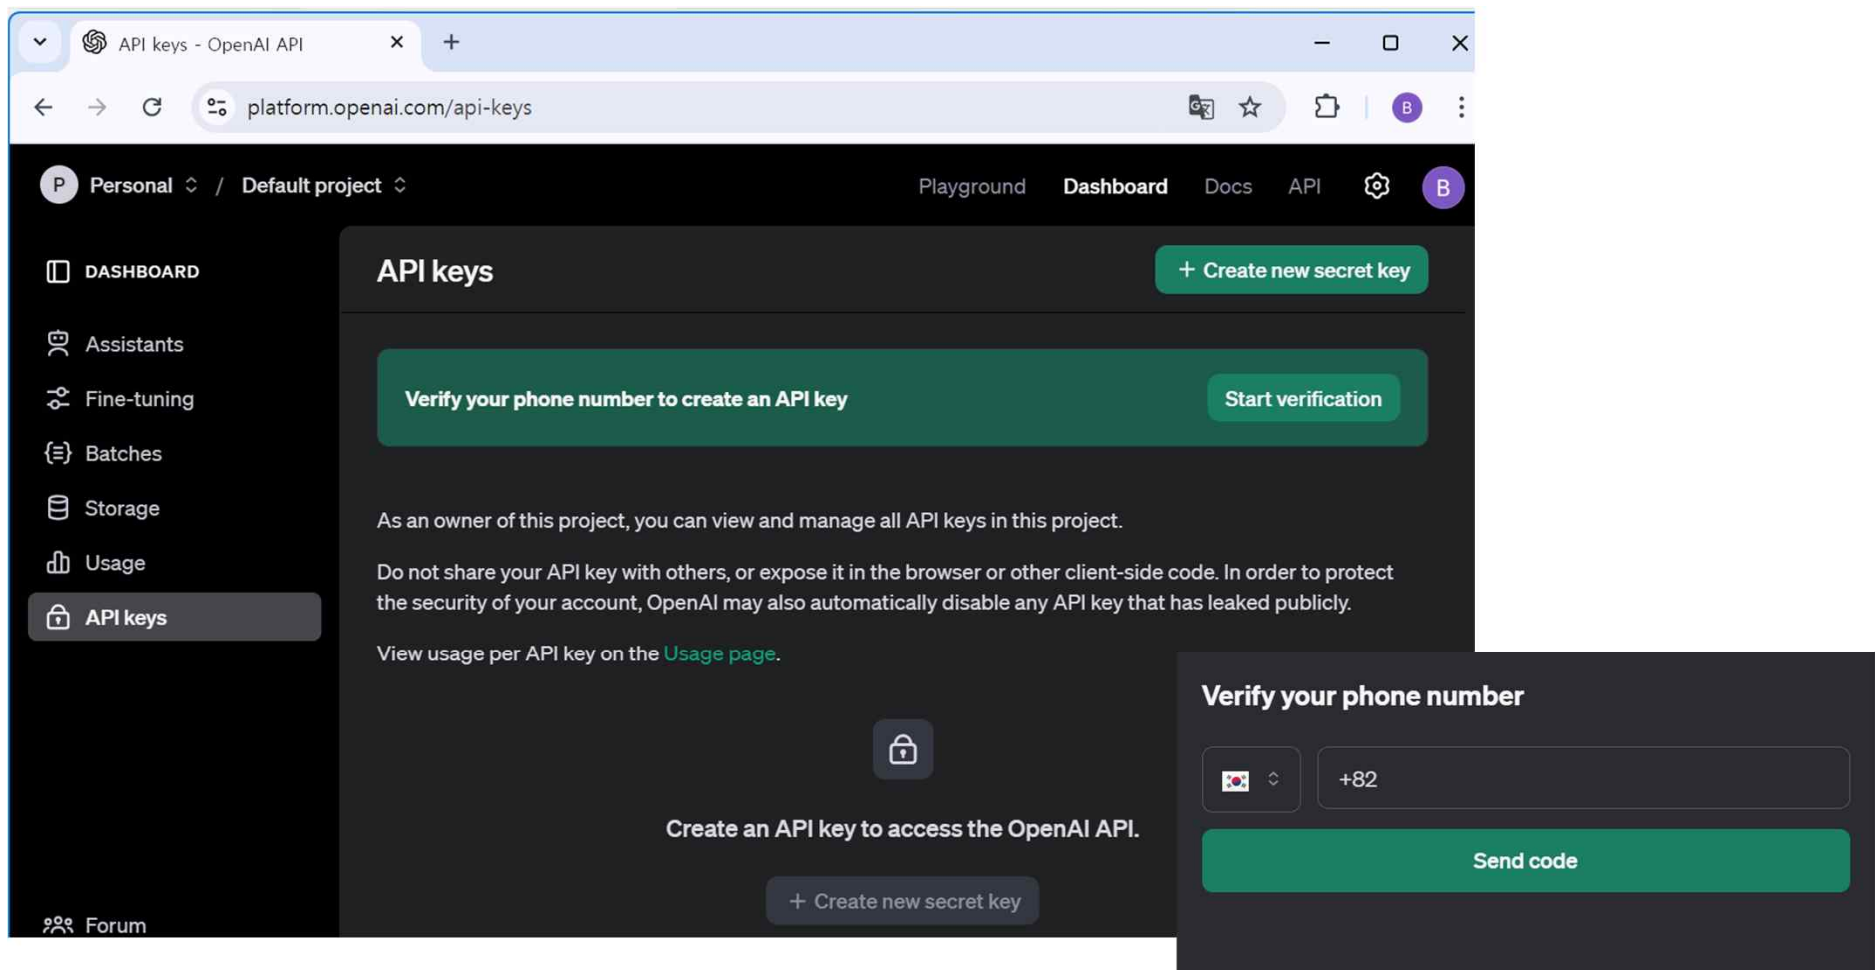 API keys - OpenAI API
platform.openai.com/api-keys
B
P Personal / Default project
Playground Dashboard Docs API B
DASHBOARD
Assistants
Fine-tuning
Batches
Storage
Usage
API keys
Forum
API keys
+ Create new secret key
Verify your phone number to create an API key
Start verification
As an owner of this project, you can view and manage all API keys in this project.
Do not share your API key with others, or expose it in the browser or other client-side code. In order to protect
the security of your account, OpenAI may also automatically disable any API key that has leaked publicly.
View usage per API key on the Usage page.
Create an API key to access the OpenAI API.
+ Create new secret key
Verify your phone number
+82
Send code